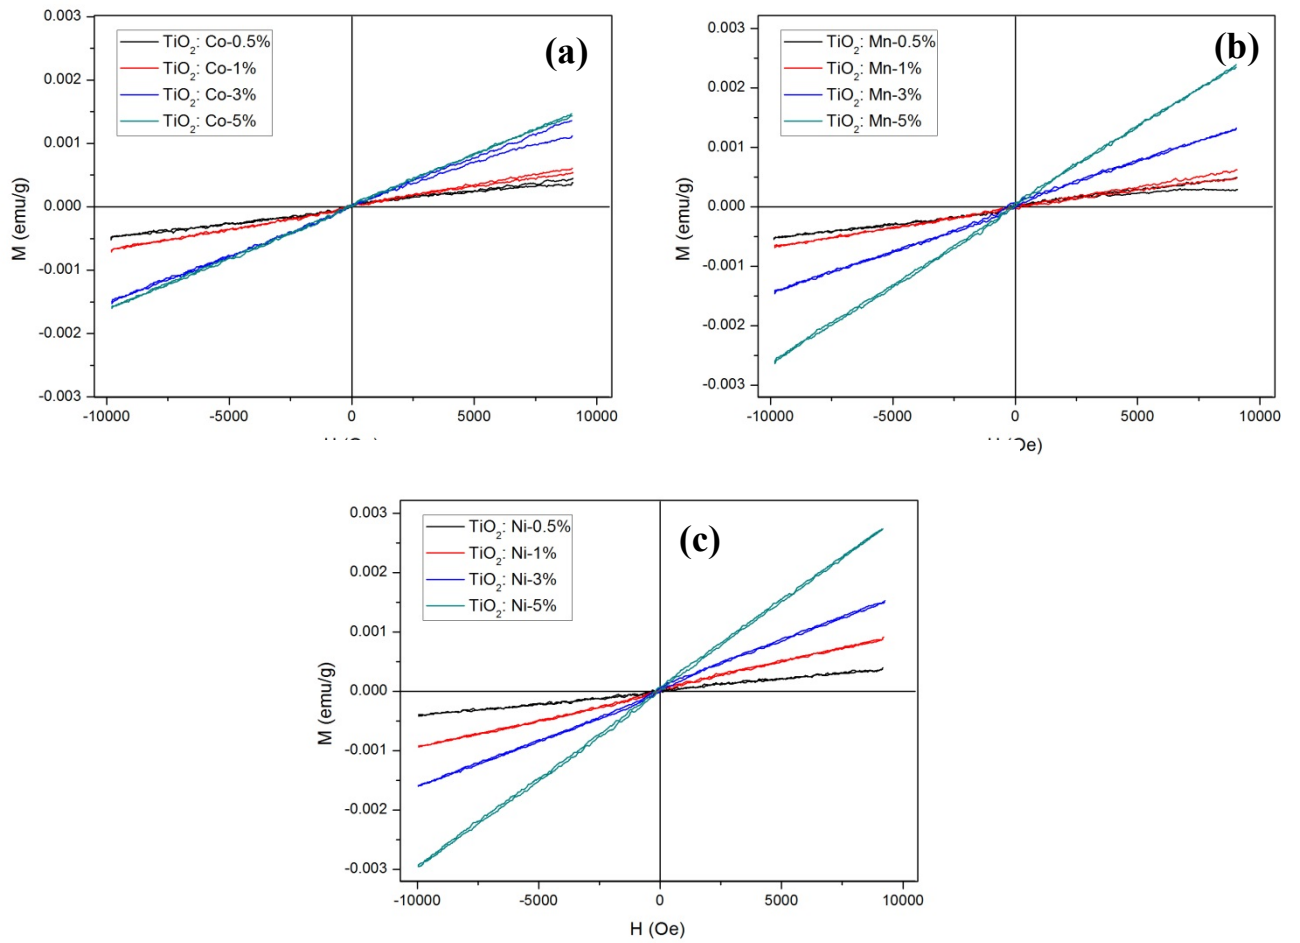 (a)
TiO2: Co-0.5%
TiO2: Co-1%
TiO2: Co-3%
TiO2: Co-5%
M (emu/g)
0.003
0.002
0.001
0.000
-0.001
-0.002
-0.003
-10000 -5000 0 5000 10000
(b)
TiO2: Mn-0.5%
TiO2: Mn-1%
TiO2: Mn-3%
TiO2: Mn-5%
M (emu/g)
0.003
0.002
0.001
0.000
-0.001
-0.002
-0.003
-10000 -5000 0 5000 10000
Oe)
(c)
TiO2: Ni-0.5%
TiO2: Ni-1%
TiO2: Ni-3%
TiO2: Ni-5%
M (emu/g)
0.003
0.002
0.001
0.000
-0.001
-0.002
-0.003
-10000 -5000 0 5000 10000
H (Oe)